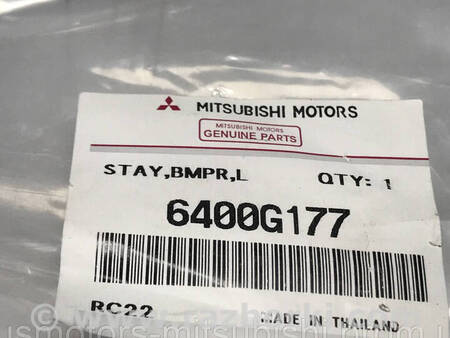 MITSUBISHI MOTORS
MITSUBISHI MOTORS
GENUINE PARTS
STAY,BMPR,L QTY: 1
6400G177
RC22 MADE IN THAILAND